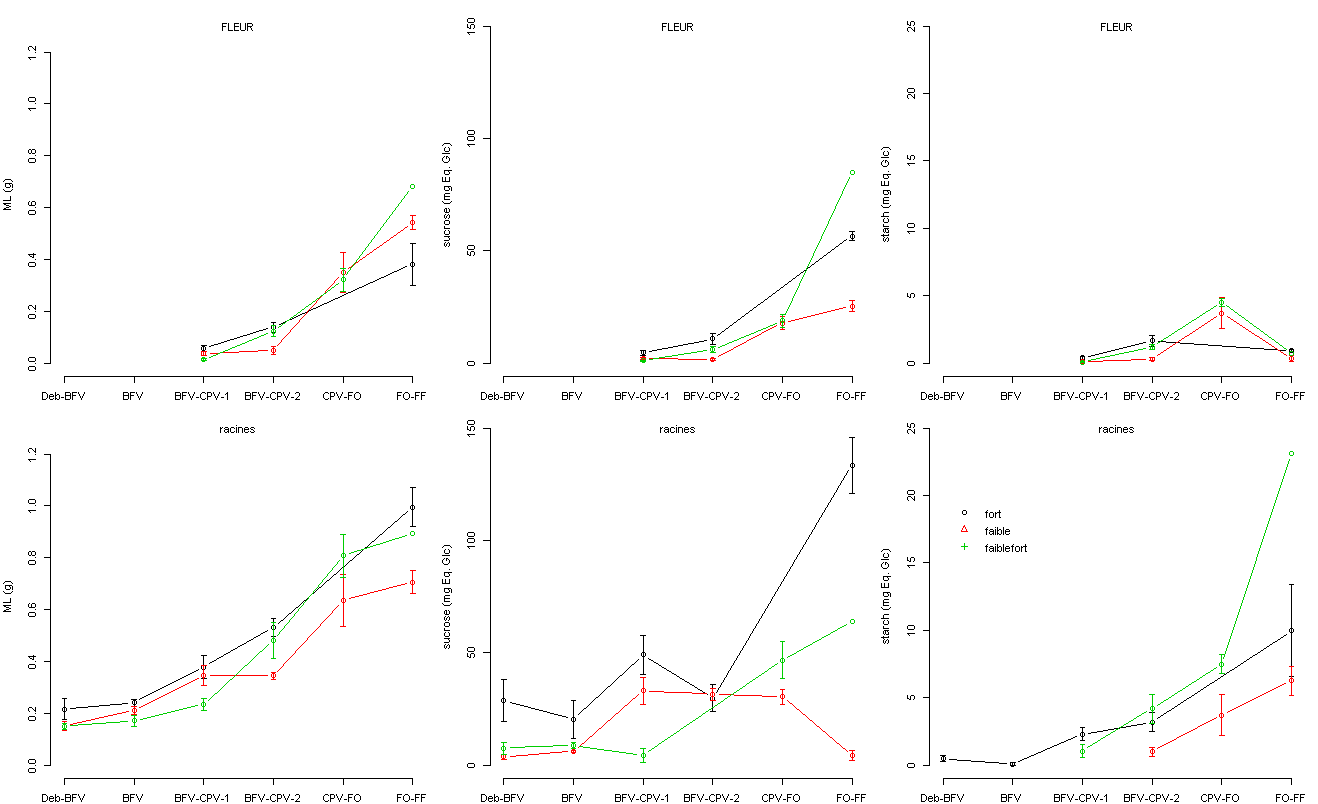 FLEUR
ML (g)
0.0 0.2 0.4 0.6 0.8 1.0 1.2
Deb-BFV BFV BFV-CPV-1 BFV-CPV-2 CPV-FO FO-FF
FLEUR
sucrose (mg Eq. Glc)
0 50 100 150
Deb-BFV BFV BFV-CPV-1 BFV-CPV-2 CPV-FO FO-FF
FLEUR
starch (mg Eq. Glc)
0 5 10 15 20 25
Deb-BFV BFV BFV-CPV-1 BFV-CPV-2 CPV-FO FO-FF
racines
ML (g)
0.0 0.2 0.4 0.6 0.8 1.0 1.2
Deb-BFV BFV BFV-CPV-1 BFV-CPV-2 CPV-FO FO-FF
racines
sucrose (mg Eq. Glc)
0 50 100 150
Deb-BFV BFV BFV-CPV-1 BFV-CPV-2 CPV-FO FO-FF
racines
starch (mg Eq. Glc)
0 5 10 15 20 25
fort
faible
faiblefort
Deb-BFV BFV BFV-CPV-1 BFV-CPV-2 CPV-FO FO-FF